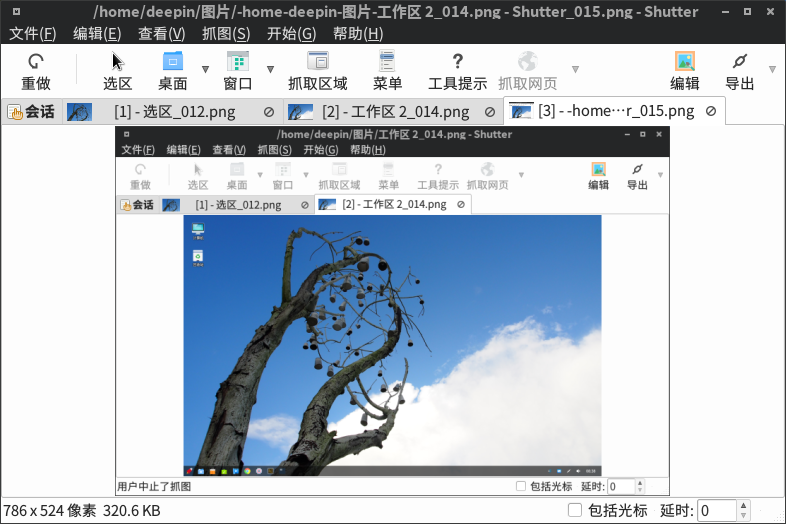 /home/deepin/图片/-home-deepin-图片-工作区 2_014.png - Shutter_015.png - Shutter
文件(F) 编辑(E) 查看(V) 抓图(S) 开始(G) 帮助(H)
重做 选区 桌面 窗口 抓取区域 菜单 工具提示 抓取网页 编辑 导出
会话 [1] - 选区_012.png [2] - 工作区 2_014.png [3] - -home⋯r_015.png
/home/deepin/图片/工作区 2_014.png - Shutter
文件(F) 编辑(E) 查看(V) 抓图(S) 开始(G) 帮助(H)
重做 选区 桌面 窗口 抓取区域 菜单 工具提示 抓取网页 编辑 导出
会话 [1] - 选区_012.png [2] - 工作区 2_014.png
用户中止了抓图 包括光标 延时: 0
786 x 524 像素 320.6 KB 包括光标 延时: 0